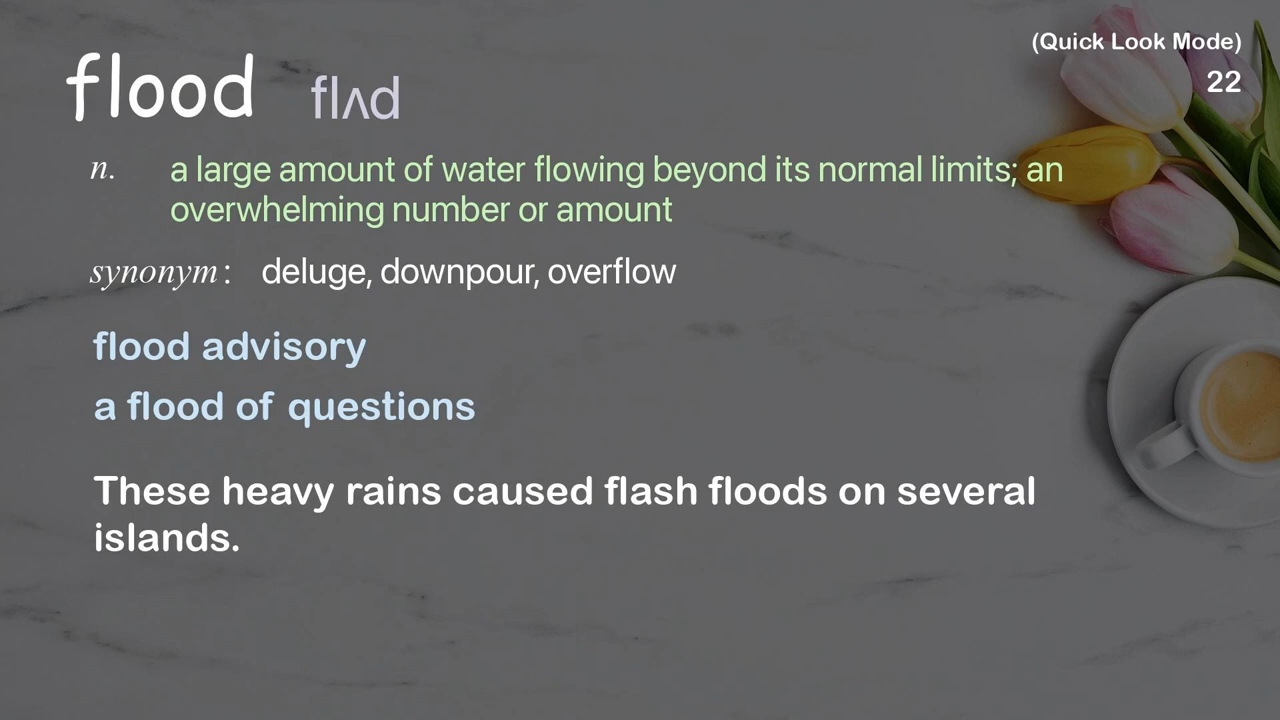 (Quick Look Mode)
22
flood flʌd
n. a large amount of water flowing beyond its normal limits; an
overwhelming number or amount
synonym: deluge, downpour, overflow
flood advisory
a flood of questions
These heavy rains caused flash floods on several
islands.